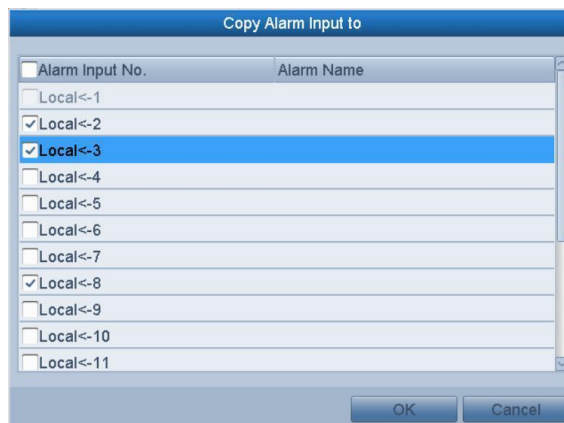 Copy Alarm Input to
Alarm Input No. Alarm Name
Local<-1
Local<-2
Local<-3
Local<-4
Local<-5
Local<-6
Local<-7
Local<-8
Local<-9
Local<-10
Local<-11
OK Cancel